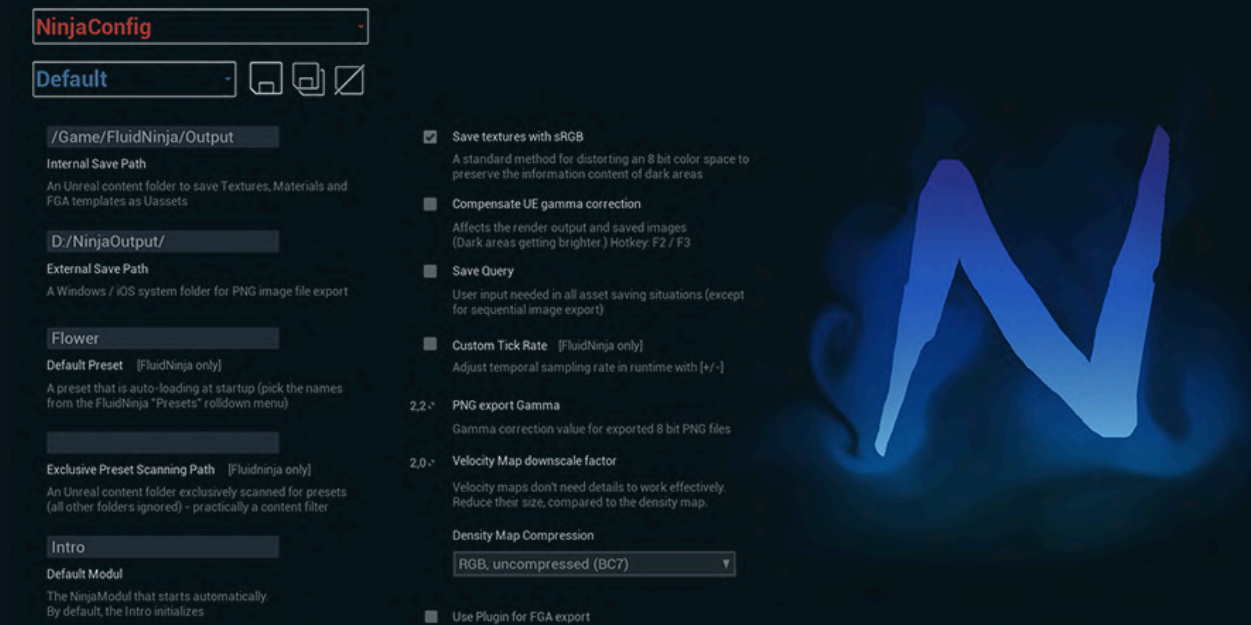 NinjaConfig
Default
/Game/FluidNinja/Output
Internal Save Path
An Unreal content folder to save Textures, Materials and
FGA templates as Uassets
D:/NinjaOutput/
External Save Path
A Windows / iOS system folder for PNG image file export
Flower
Default Preset [FluidNinja only]
A preset that is auto-loading at startup (pick the names
from the FluidNinja "Presets" rolldown menu)
Exclusive Preset Scanning Path [Fluidninja only]
An Unreal content folder exclusively scanned for presets
(all other folders ignored) - practically a content filter
Intro
Default Modul
The NinjaModul that starts automatically.
By default, the Intro initializes
Save textures with sRGB
A standard method for distorting an 8 bit color space to
preserve the information content of dark areas
Compensate UE gamma correction
Affects the render output and saved images
(Dark areas getting brighter.) Hotkey: F2 / F3
Save Query
User input needed in all asset saving situations (except
for sequential image export)
Custom Tick Rate [FluidNinja only]
Adjust temporal sampling rate in runtime with [+/-]
2,2 PNG export Gamma
Gamma correction value for exported 8 bit PNG files
2,0 Velocity Map downscale factor
Velocity maps don't need details to work effectively.
Reduce their size, compared to the density map.
Density Map Compression
RGB, uncompressed (BC7)
Use Plugin for FGA export
N